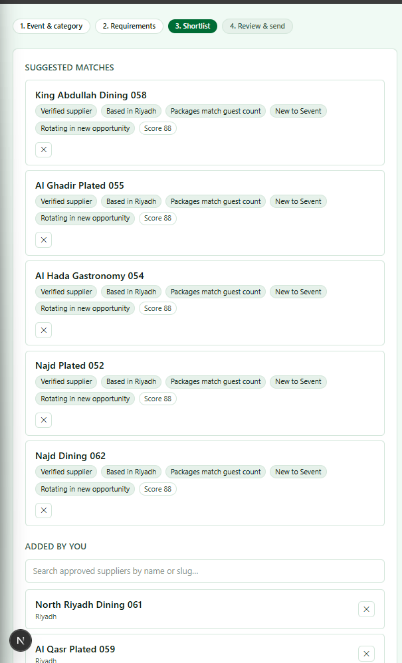 1. Event & category 2. Requirements 3. Shortlist 4. Review & send
SUGGESTED MATCHES
King Abdullah Dining 058
Verified supplier Based in Riyadh Packages match guest count New to Sevent
Rotating in new opportunity Score 88
Al Ghadir Plated 055
Verified supplier Based in Riyadh Packages match guest count New to Sevent
Rotating in new opportunity Score 88
Al Hada Gastronomy 054
Verified supplier Based in Riyadh Packages match guest count New to Sevent
Rotating in new opportunity Score 88
Najd Plated 052
Verified supplier Based in Riyadh Packages match guest count New to Sevent
Rotating in new opportunity Score 88
Najd Dining 062
Verified supplier Based in Riyadh Packages match guest count New to Sevent
Rotating in new opportunity Score 88
ADDED BY YOU
Search approved suppliers by name or slug...
North Riyadh Dining 061
Riyadh
N
Al Qasr Plated 059
Riyadh